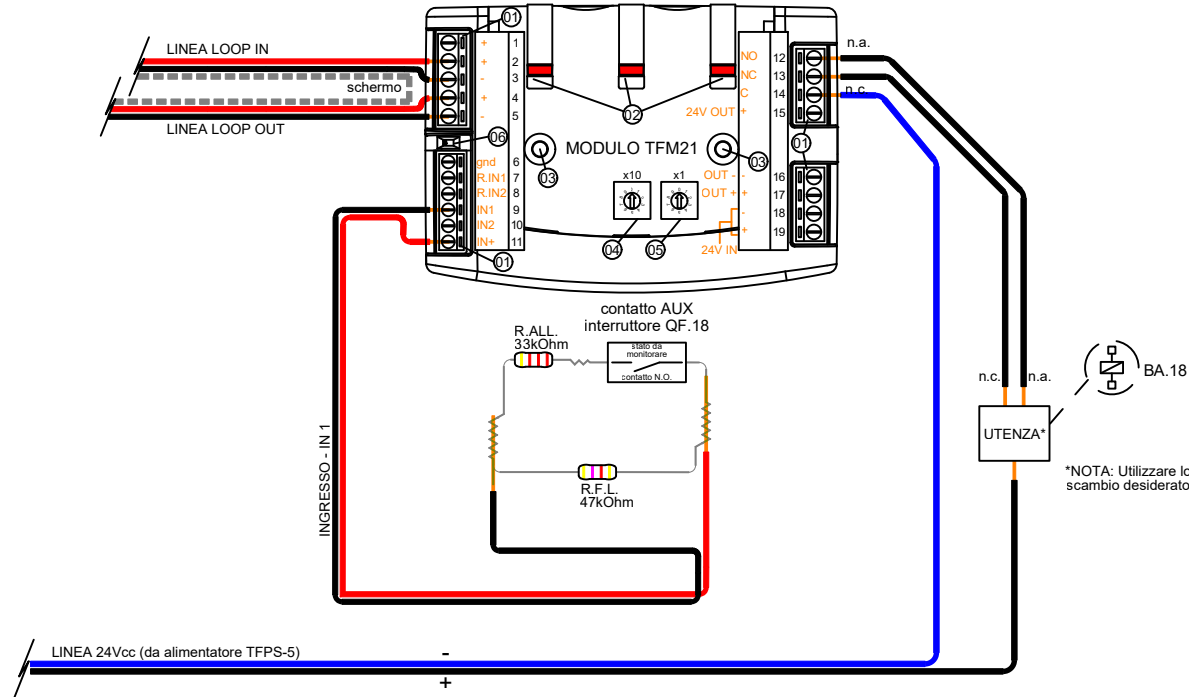 LINEA LOOP IN
schermo
LINEA LOOP OUT
01
+ 1
+ 2
- 3
+ 4
- 5
06
gnd 6
R.IN1 7
R.IN2 8
IN1 9
IN2 10
IN+ 11
01
02
03
MODULO TFM21
03
x10
x1
04
05
NO 12
NC 13
C 14
24V OUT + 15
01
OUT - - 16
OUT + + 17
- 18
+ 19
24V IN
n.a.
n.c.
contatto AUX
interruttore QF.18
R.ALL.
33kOhm
stato da
monitorare
contatto N.O.
R.F.L.
47kOhm
INGRESSO - IN 1
n.c.
n.a.
BA.18
UTENZA*
*NOTA: Utilizzare lo
scambio desiderato
LINEA 24Vcc (da alimentatore TFPS-5)
-
+